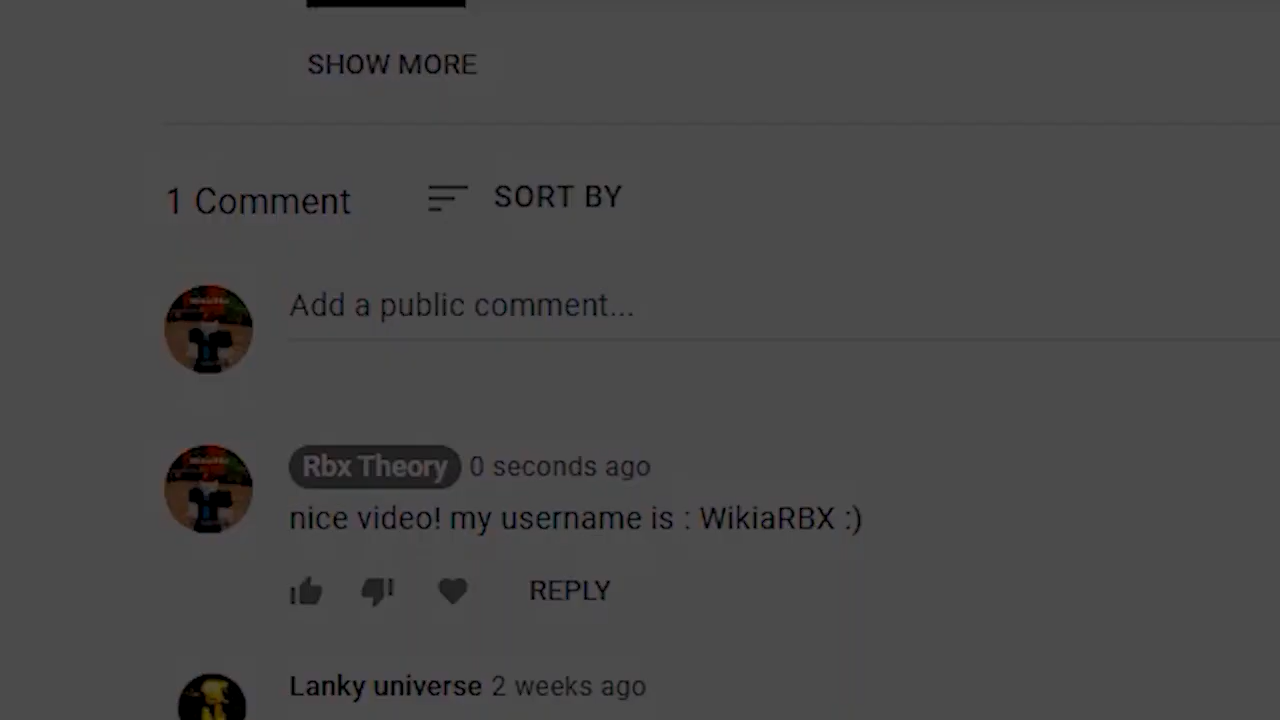 SHOW MORE
1 Comment SORT BY
Add a public comment...
Rbx Theory 0 seconds ago
nice video! my username is : WikiaRBX :)
REPLY
Lanky universe 2 weeks ago